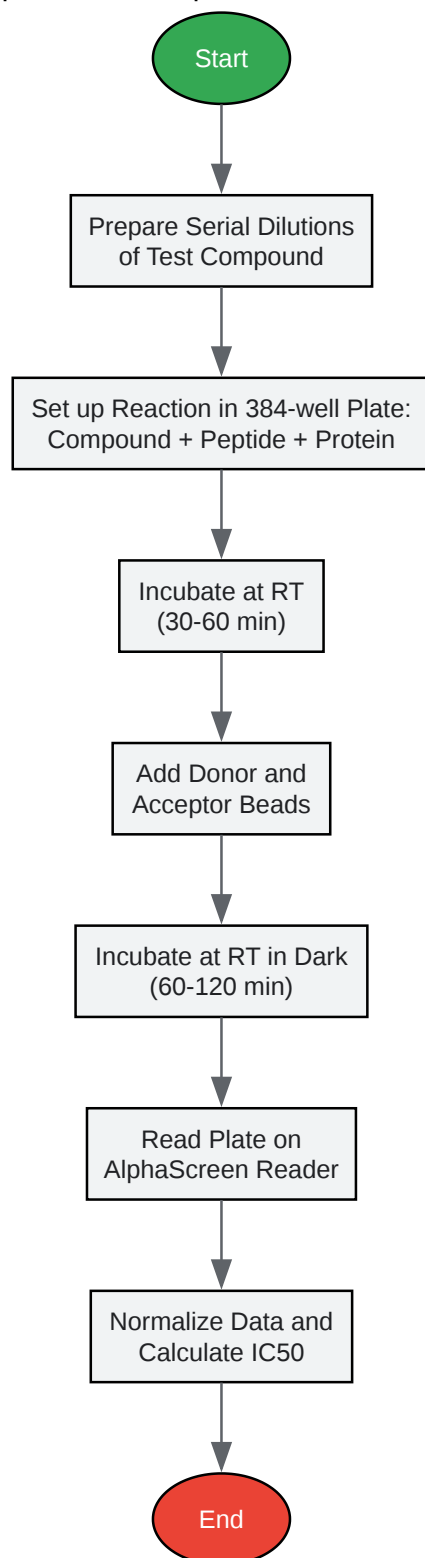 Start
Prepare Serial Dilutions
of Test Compound
Set up Reaction in 384-well Plate:
Compound + Peptide + Protein
Incubate at RT
(30-60 min)
Add Donor and
Acceptor Beads
Incubate at RT in Dark
(60-120 min)
Read Plate on
AlphaScreen Reader
Normalize Data and
Calculate IC50
End